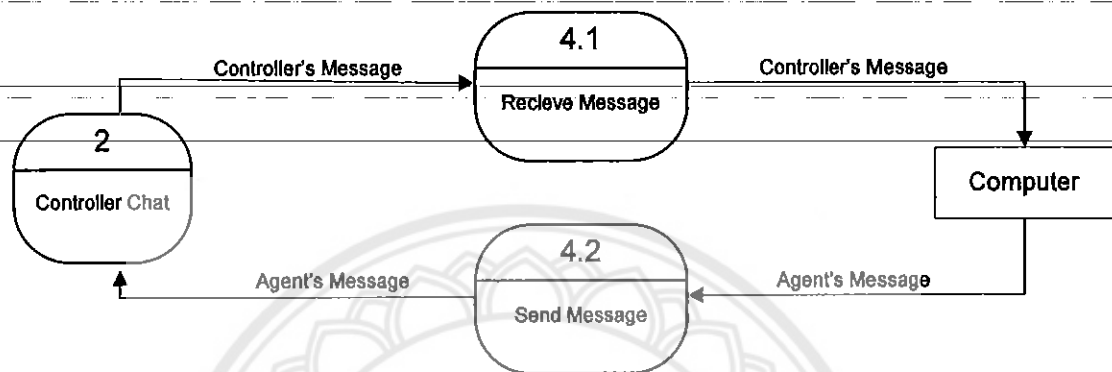 4.1
Controller's Message
Controller's Message
Recieve Message
2
Controller Chat
Computer
4.2
Agent's Message
Agent's Message
Send Message